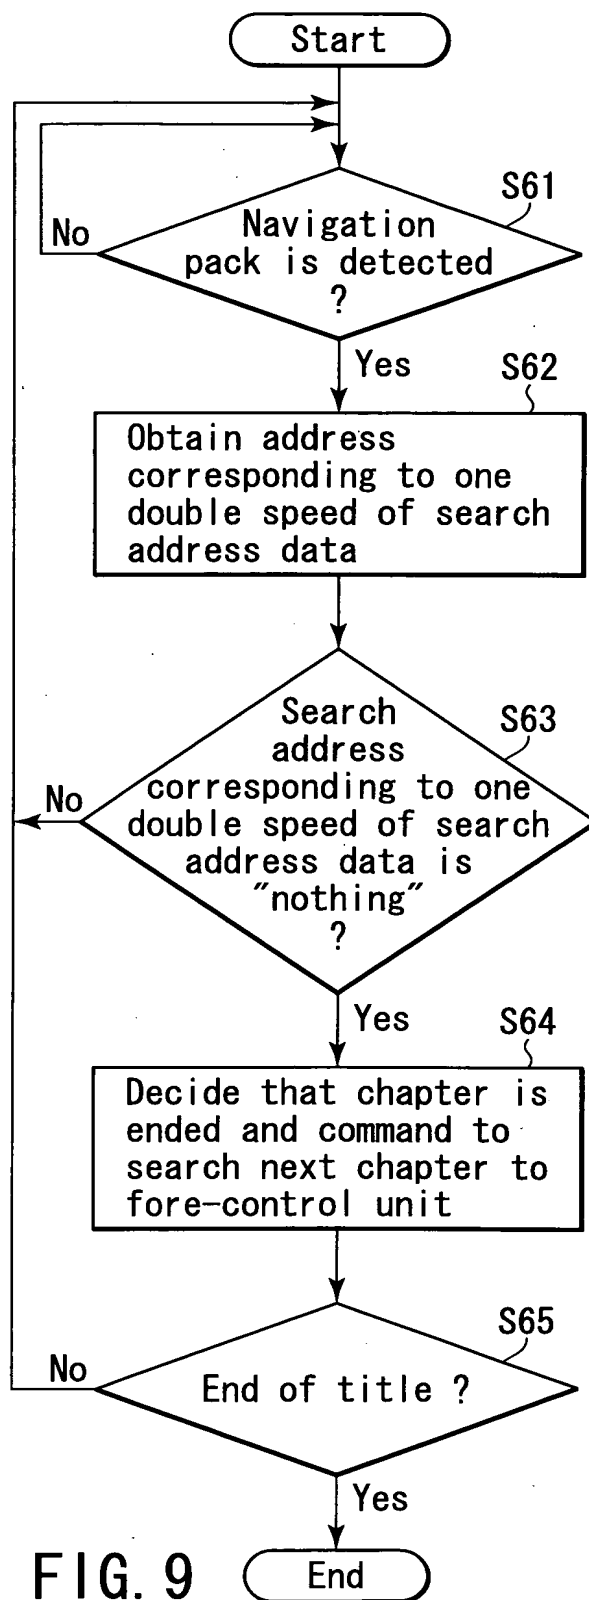 Start
S61
Navigation
pack is detected
?
No
Yes
S62
Obtain address
corresponding to one
double speed of search
address data
S63
Search
address
corresponding to one
double speed of search
address data is
"nothing"
?
No
Yes
S64
Decide that chapter is
ended and command to
search next chapter to
fore-control unit
S65
End of title ?
No
Yes
End
FIG. 9